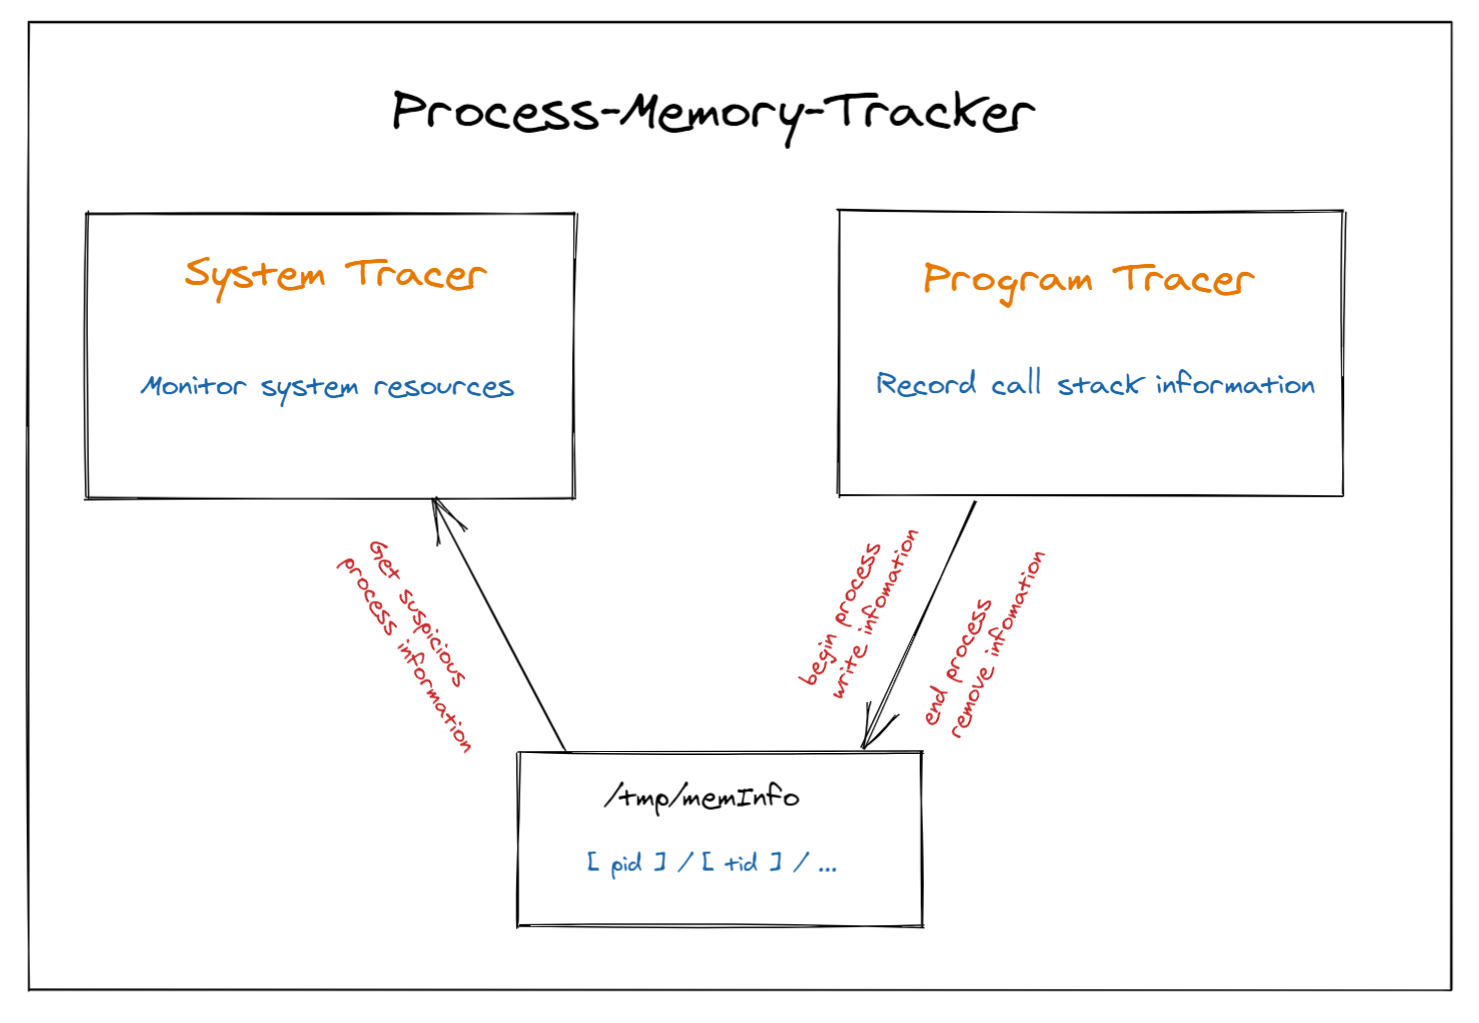 Process-Memory-Tracker
System Tracer
Monitor system resources
Program Tracer
Record call stack information
Get suspicious
process information
begin process
write infomation
end process
remove infomation
/tmp/memInfo
[ pid ] / [ tid ] / ...